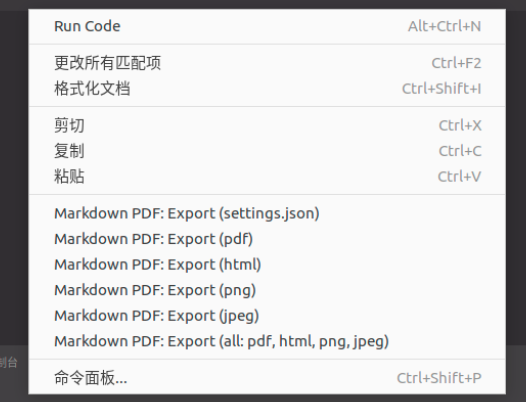 Run Code Alt+Ctrl+N
更改所有匹配项 Ctrl+F2
格式化文档 Ctrl+Shift+I
剪切 Ctrl+X
复制 Ctrl+C
粘贴 Ctrl+V
Markdown PDF: Export (settings.json)
Markdown PDF: Export (pdf)
Markdown PDF: Export (html)
Markdown PDF: Export (png)
Markdown PDF: Export (jpeg)
制台
Markdown PDF: Export (all: pdf, html, png, jpeg)
命令面板... Ctrl+Shift+P